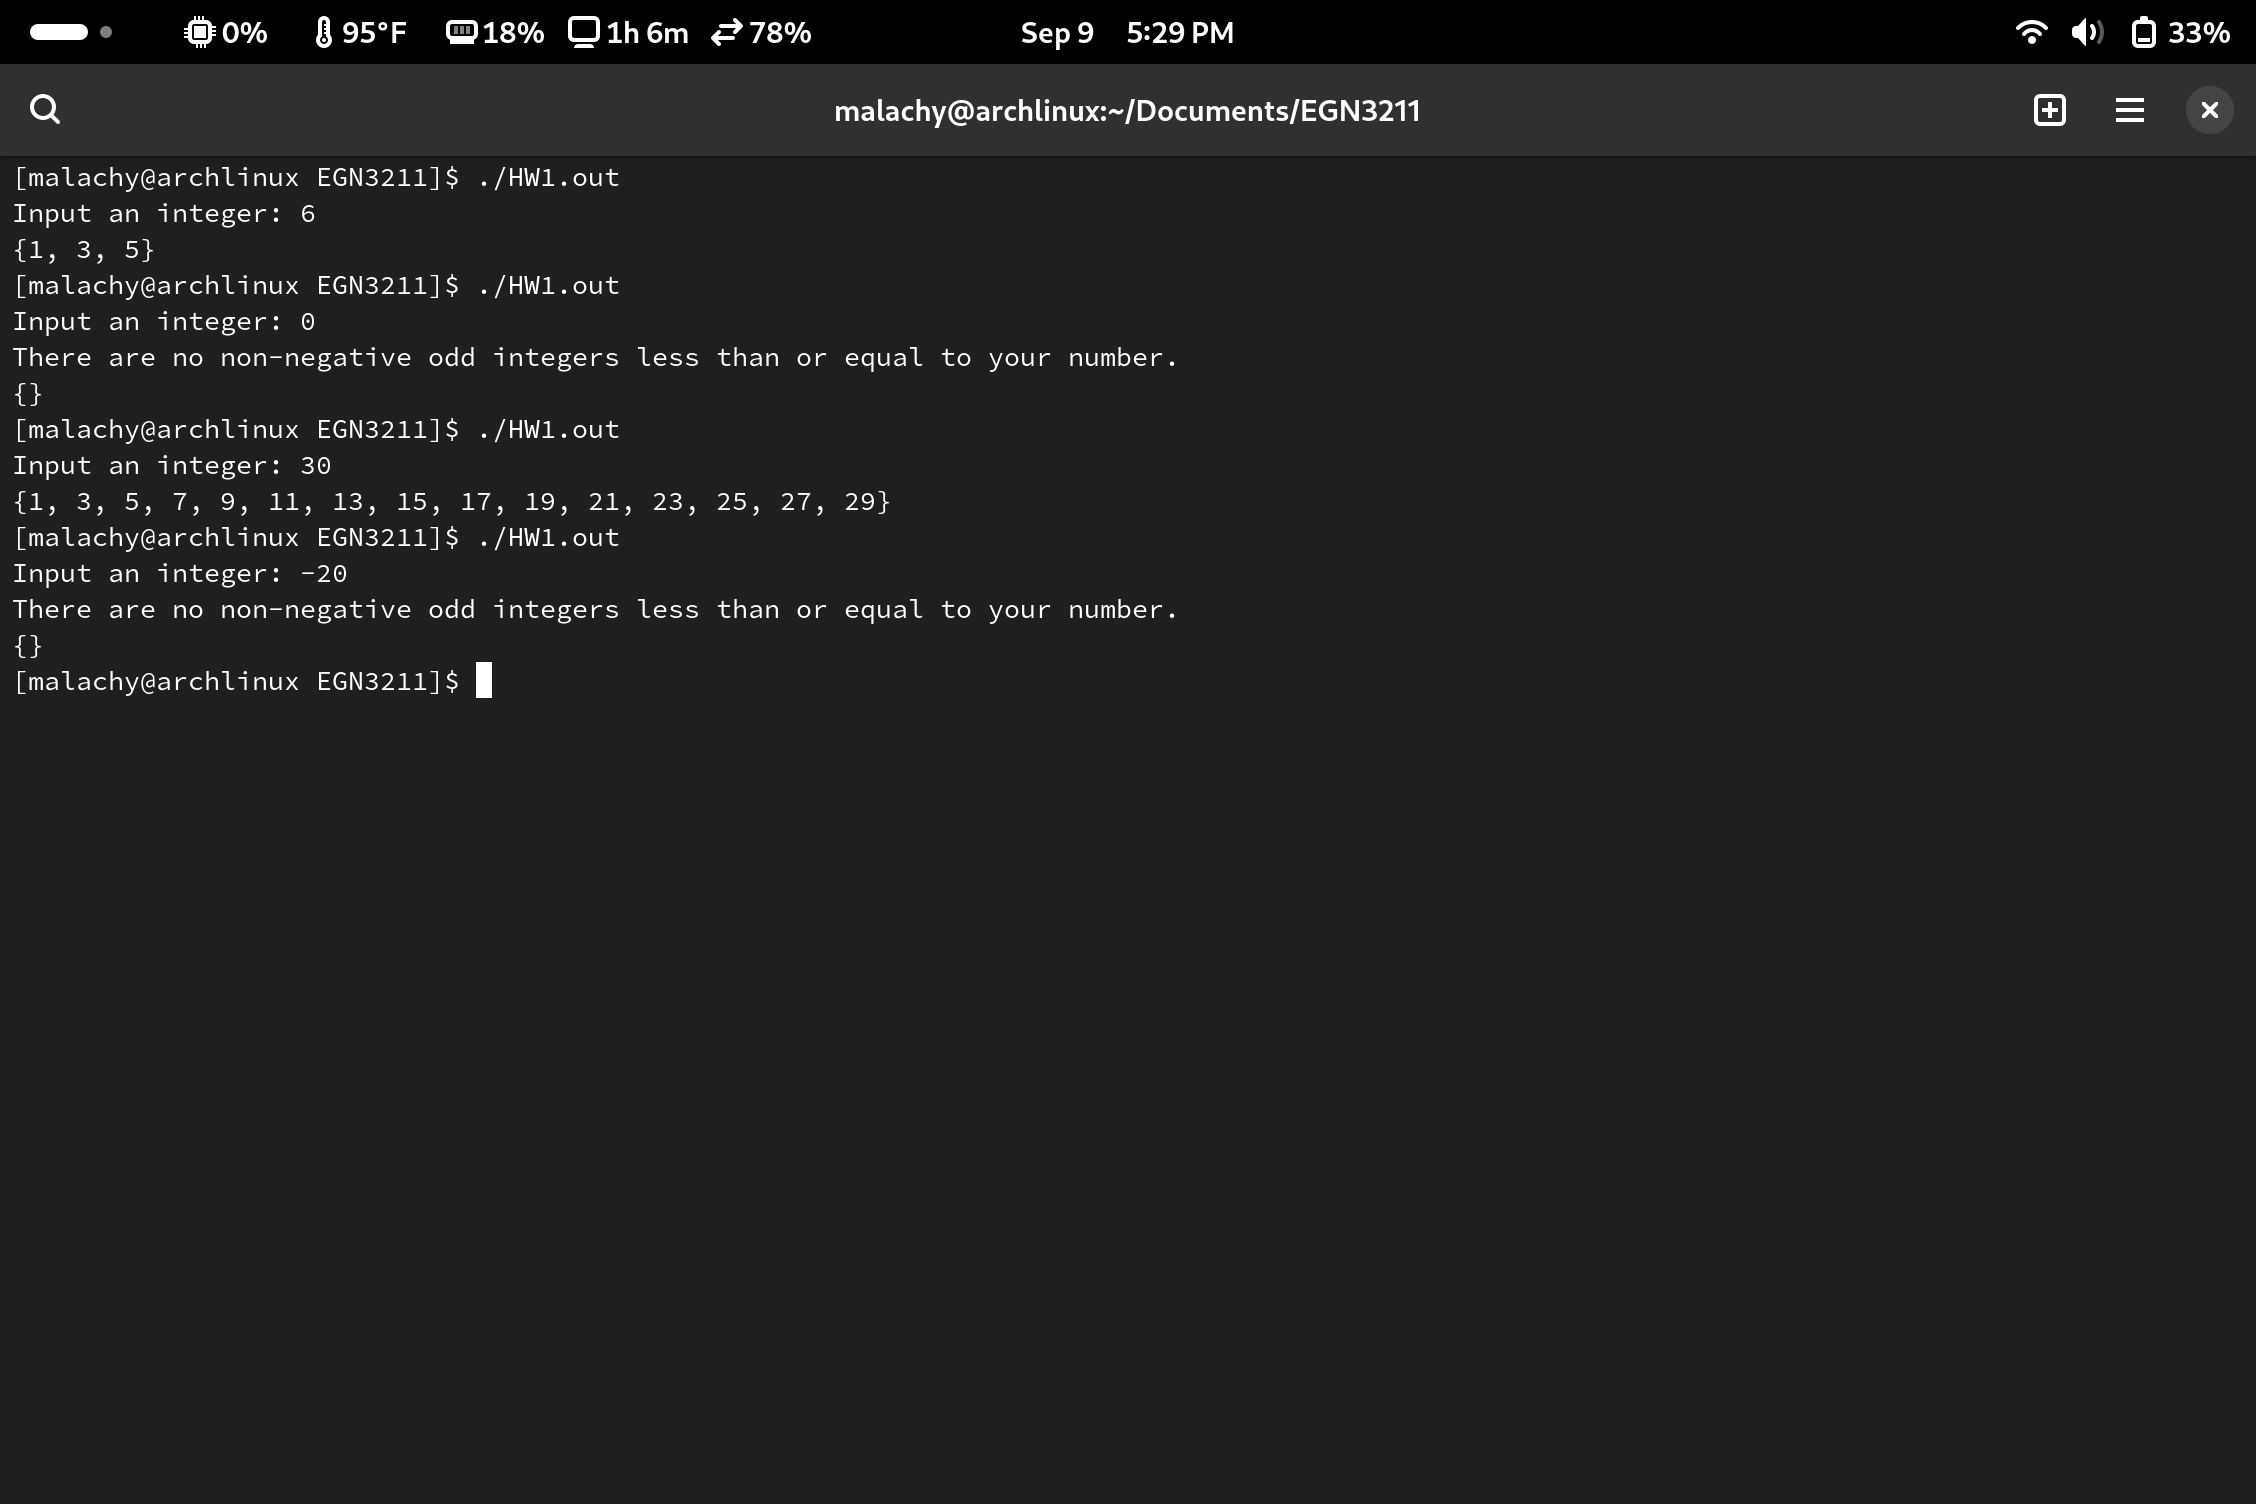 0% 95°F 18% 1h 6m 78% Sep 9 5:29 PM 33%
malachy@archlinux:~/Documents/EGN3211
[malachy@archlinux EGN3211]$ ./HW1.out
Input an integer: 6
{1, 3, 5}
[malachy@archlinux EGN3211]$ ./HW1.out
Input an integer: 0
There are no non-negative odd integers less than or equal to your number.
{}
[malachy@archlinux EGN3211]$ ./HW1.out
Input an integer: 30
{1, 3, 5, 7, 9, 11, 13, 15, 17, 19, 21, 23, 25, 27, 29}
[malachy@archlinux EGN3211]$ ./HW1.out
Input an integer: -20
There are no non-negative odd integers less than or equal to your number.
{}
[malachy@archlinux EGN3211]$